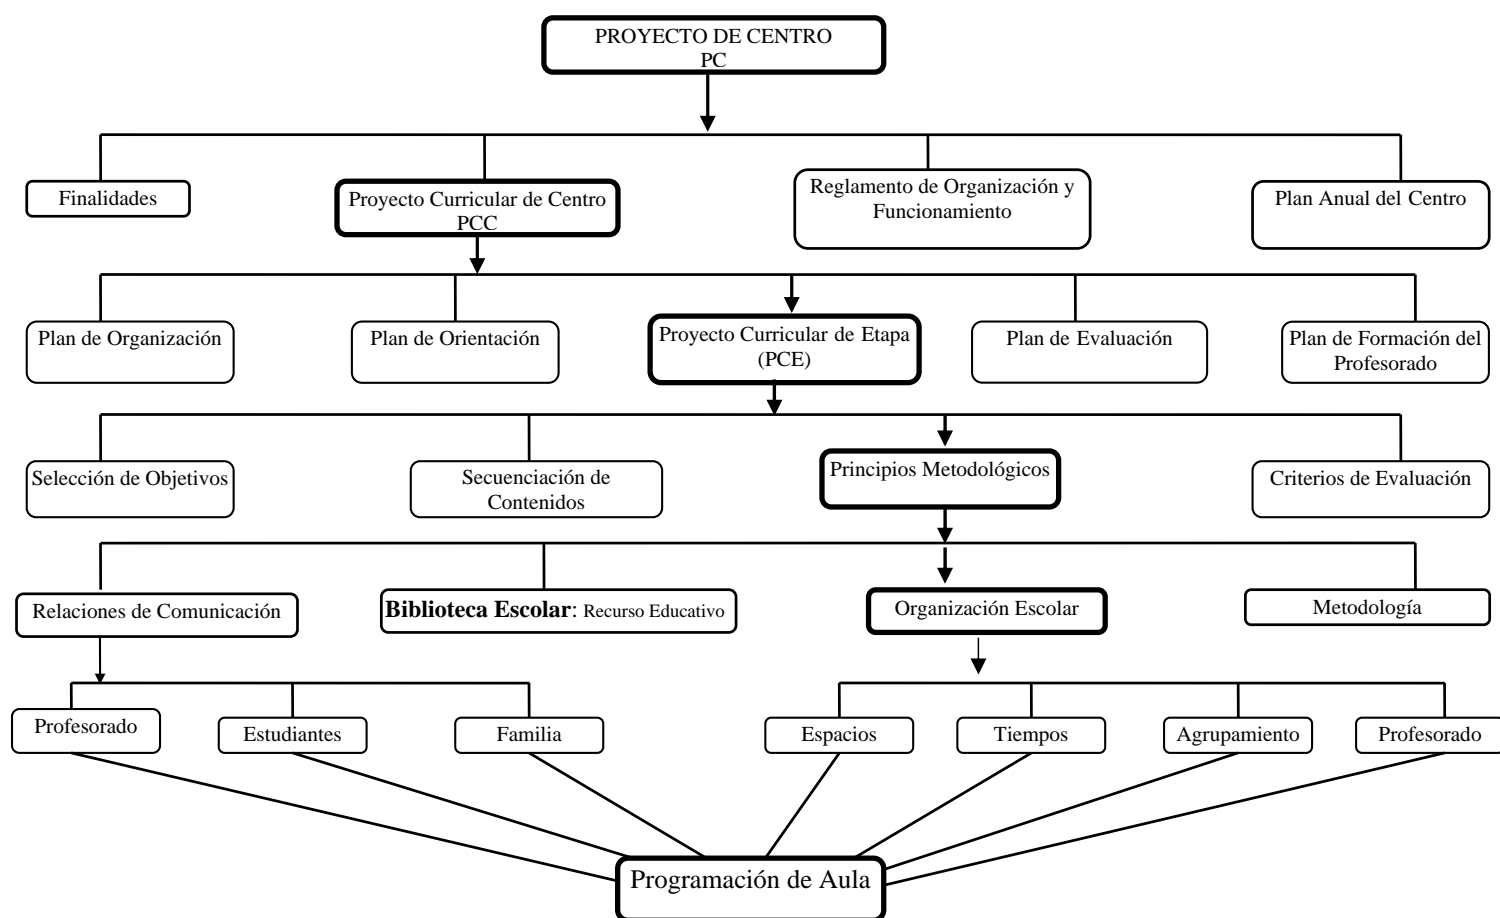 PROYECTO DE CENTRO
PC
Finalidades
Proyecto Curricular de Centro
PCC
Reglamento de Organización y
Funcionamiento
Plan Anual del Centro
Plan de Organización
Plan de Orientación
Proyecto Curricular de Etapa
(PCE)
Plan de Evaluación
Plan de Formación del
Profesorado
Selección de Objetivos
Secuenciación de
Contenidos
Principios Metodológicos
Criterios de Evaluación
Relaciones de Comunicación
Biblioteca Escolar: Recurso Educativo
Organización Escolar
Metodología
Profesorado
Estudiantes
Familia
Espacios
Tiempos
Agrupamiento
Profesorado
Programación de Aula